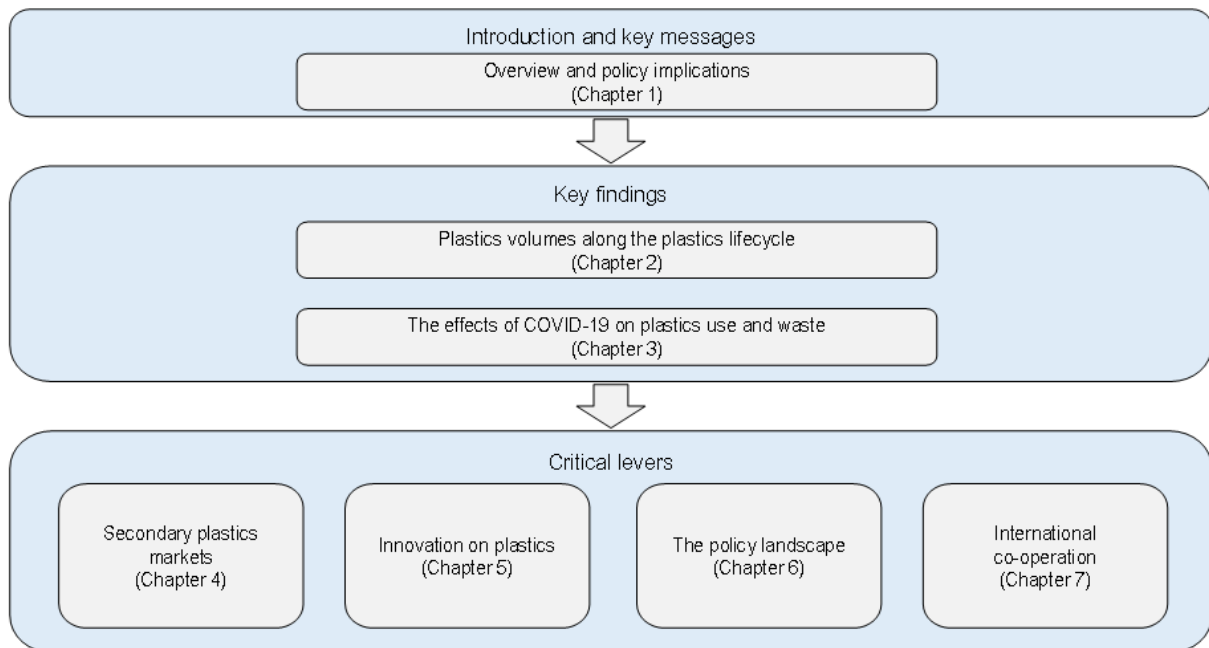 Introduction and key messages
Overview and policy implications
(Chapter 1)
Key findings
Plastics volumes along the plastics lifecycle
(Chapter 2)
The effects of COVID-19 on plastics use and waste
(Chapter 3)
Critical levers
Secondary plastics
markets
(Chapter 4)
Innovation on plastics
(Chapter 5)
The policy landscape
(Chapter 6)
International
co-operation
(Chapter 7)